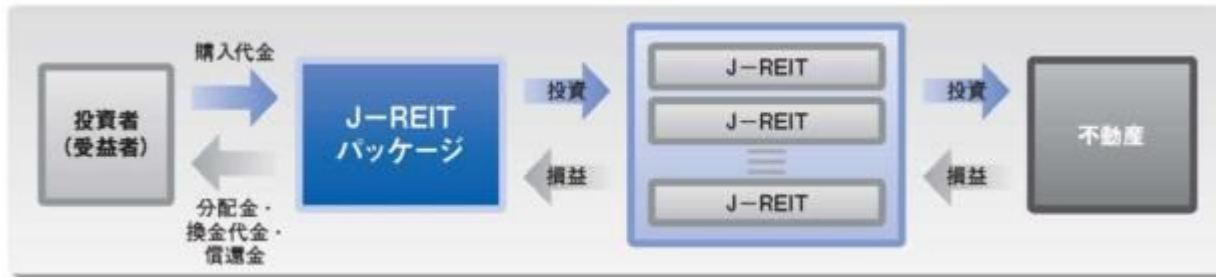 購入代金
投資者
(受益者)
分配金・
換金代金・
償還金
J－REIT
パッケージ
投資
損益
J－REIT
J－REIT
J－REIT
投資
損益
不動産